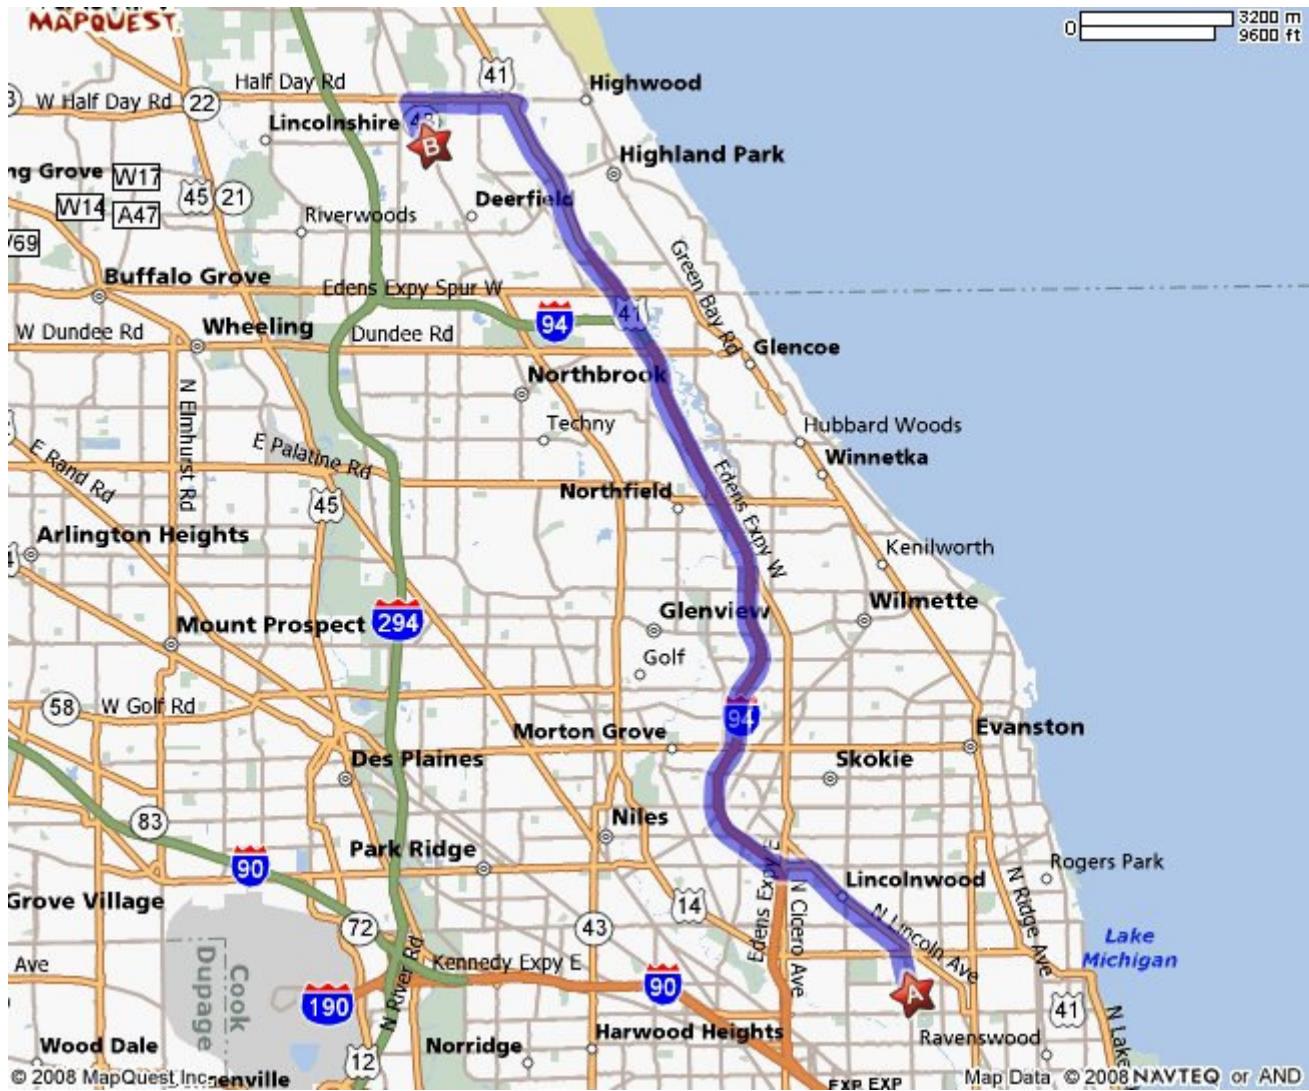 MAPQUEST.
0
3200 m
9600 ft
41
Half Day Rd
Highwood
W Half Day Rd
22
Lincolnshire
43
B
Highland Park
ng Grove
W17
45
21
W14
A47
Deerfield
Riverwoods
V69
Green Bay Rd
Buffalo Grove
Edens Expy Spur W
41
94
W Dundee Rd
Wheeling
Dundee Rd
Glencoe
Northbrook
N Elmhurst Rd
Techny
Hubbard Woods
E Rand Rd
E Palatine Rd
Winnetka
Edens Expy W
Northfield
45
Arlington Heights
Kenilworth
Wilmette
Glenview
Mount Prospect
294
Golf
58
W Golf Rd
94
Morton Grove
Evanston
Des Plaines
Skokie
83
Niles
Park Ridge
90
Edens Expy E
Rogers Park
Lincolnwood
N Cicero Ave
N Ridge Ave
Grove Village
14
N Lincoln Ave
72
43
Lake
Michigan
Ave
Cook
Dupage
N River Rd
Kennedy Expy E
90
A
190
41
Harwood Heights
Ravenswood
N Lake
Wood Dale
12
Norridge
© 2008 MapQuest Inc.
enville
EXP EXP
Map Data © 2008 NAVTEQ or AND